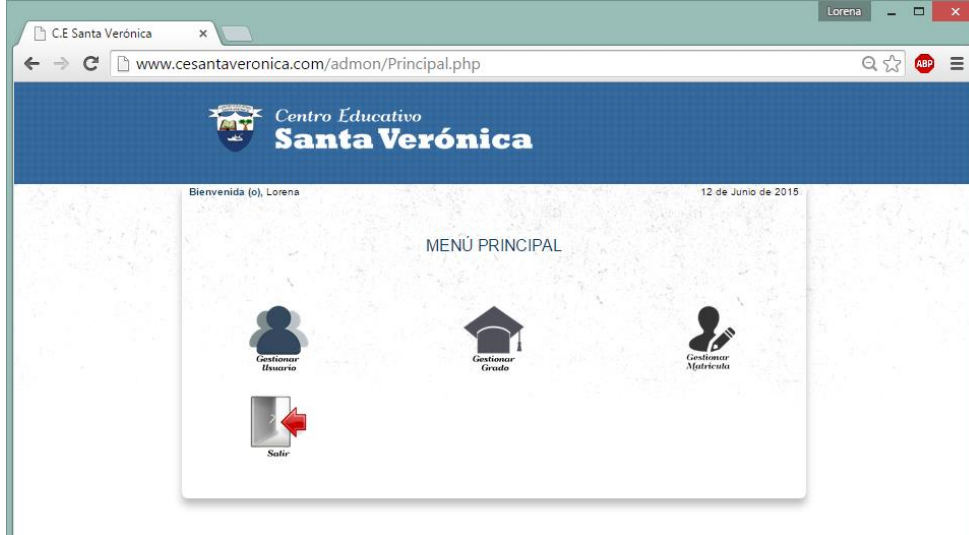 Lorena
C.E Santa Verónica
www.cesantaveronica.com/admon/Principal.php
ABP
Centro Educativo
Santa Verónica
Bienvenida (o), Lorena
12 de Junio de 2015
MENÚ PRINCIPAL
Gestionar
Usuario
Gestionar
Grado
Gestionar
Matricula
Salir